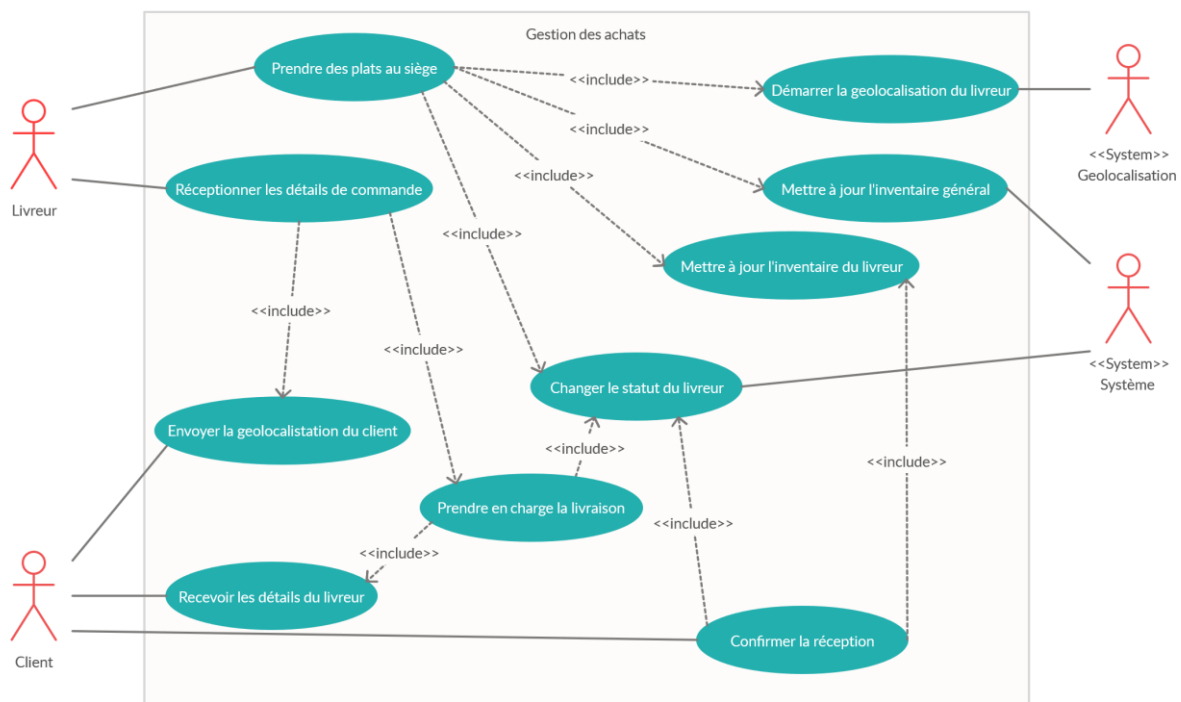 Gestion des achats
Prendre des plats au siège
<<include>>
Démarrer la geolocalisation du livreur
<<include>>
<<System>>
Geolocalisation
<<include>>
Réceptionner les détails de commande
Mettre à jour l'inventaire général
Livreur
<<include>>
Mettre à jour l'inventaire du livreur
<<include>>
<<include>>
<<System>>
Système
Changer le statut du livreur
Envoyer la geolocalistation du client
<<include>>
<<include>>
Prendre en charge la livraison
<<include>>
<<include>>
Recevoir les détails du livreur
Confirmer la réception
Client